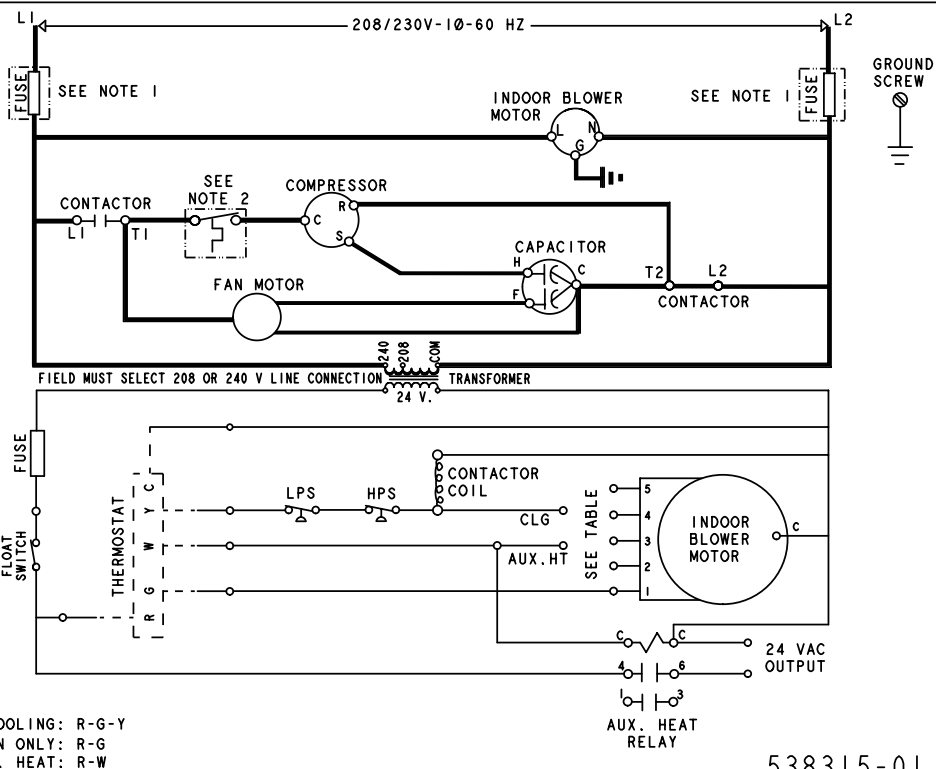 L1
208/230V-1Ø-60 HZ
L2
FUSE
SEE NOTE 1
INDOOR BLOWER
MOTOR
L
N
G
SEE NOTE 1
FUSE
GROUND
SCREW
CONTACTOR
L1
T1
SEE
NOTE 2
COMPRESSOR
C
R
S
CAPACITOR
H
C
F
FAN MOTOR
T2
L2
CONTACTOR
240
208
COM
FIELD MUST SELECT 208 OR 240 V LINE CONNECTION
TRANSFORMER
24 V.
FUSE
FLOAT
SWITCH
THERMOSTAT
C
Y
W
G
R
LPS
HPS
CONTACTOR
COIL
CLG
AUX.HT
SEE TABLE
5
4
3
2
1
INDOOR
BLOWER
MOTOR
C
C
C
24 VAC
OUTPUT
4
6
1
3
AUX. HEAT
RELAY
OOLING: R-G-Y
N ONLY: R-G
. HEAT: R-W
538315-01